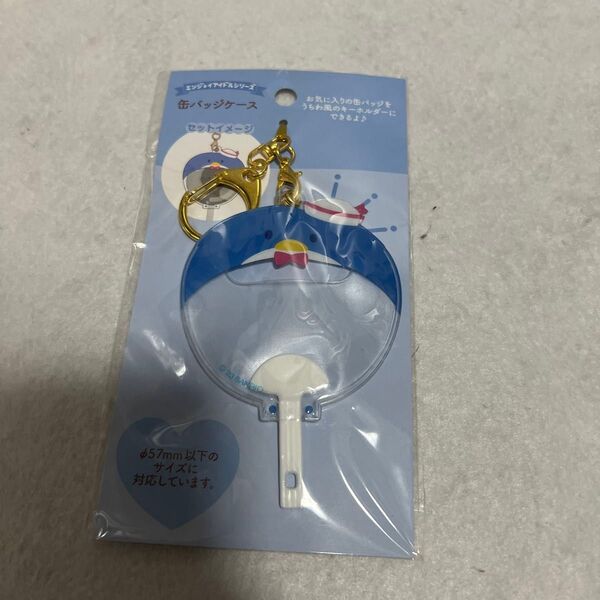 エンジョイアイドルシリーズ
缶バッジケース
お気に入りの缶バッジを
うちわ風のキーホルダーに
できるよ♪
セットイメージ
© '23 SANRIO
φ57mm以下の
サイズに
対応しています。